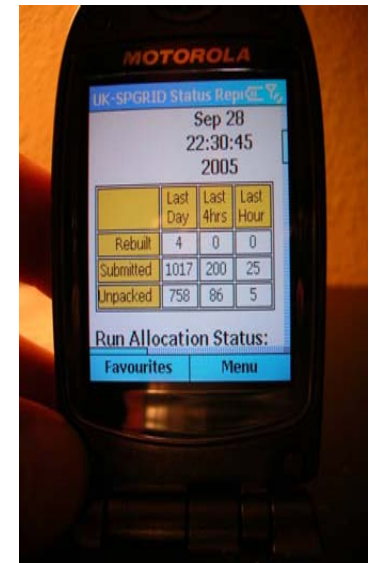 MOTOROLA
UK-SPGRID Status Rep
Sep 28
22:30:45
2005
Last Last Last
Day 4hrs Hour
Rebuilt 4 0 0
Submitted 1017 200 25
Unpacked 758 86 5
Run Allocation Status:
Favourites Menu